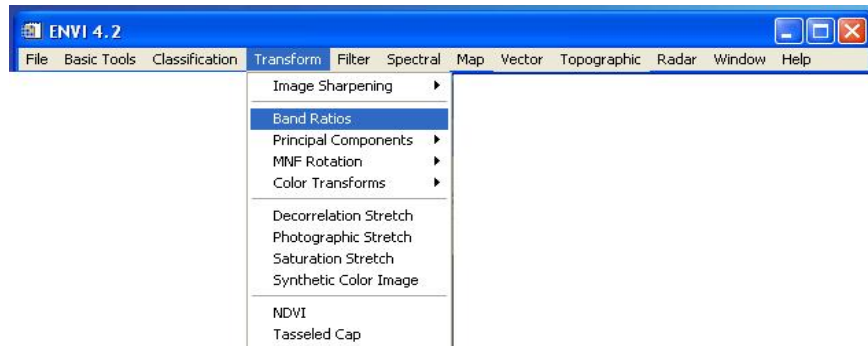 ENVI 4.2
File Basic Tools Classification Transform Filter Spectral Map Vector Topographic Radar Window Help
Image Sharpening
Band Ratios
Principal Components
MNF Rotation
Color Transforms
Decorrelation Stretch
Photographic Stretch
Saturation Stretch
Synthetic Color Image
NDVI
Tasseled Cap